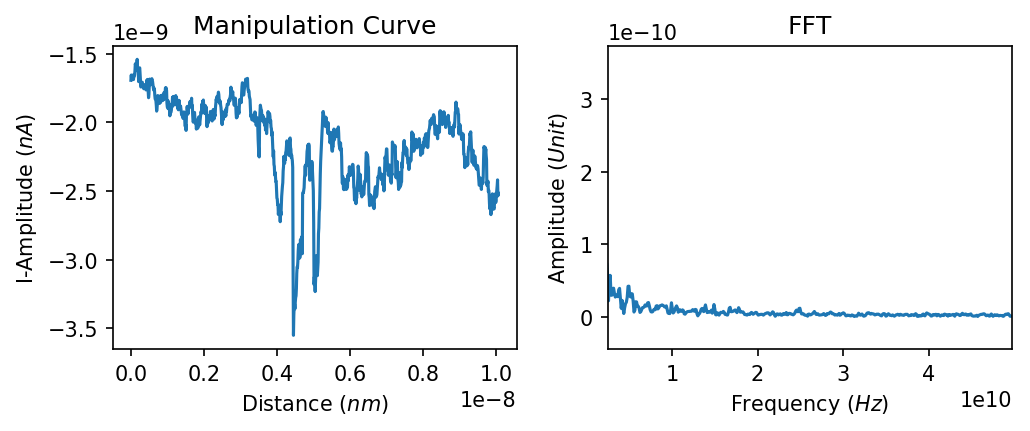 Manipulation Curve
1e−9
−1.5
−2.0
−2.5
−3.0
−3.5
I-Amplitude (nA)
0.0 0.2 0.4 0.6 0.8 1.0
1e−8
Distance (nm)
FFT
1e−10
3
2
1
0
Amplitude (Unit)
1 2 3 4
1e10
Frequency (Hz)